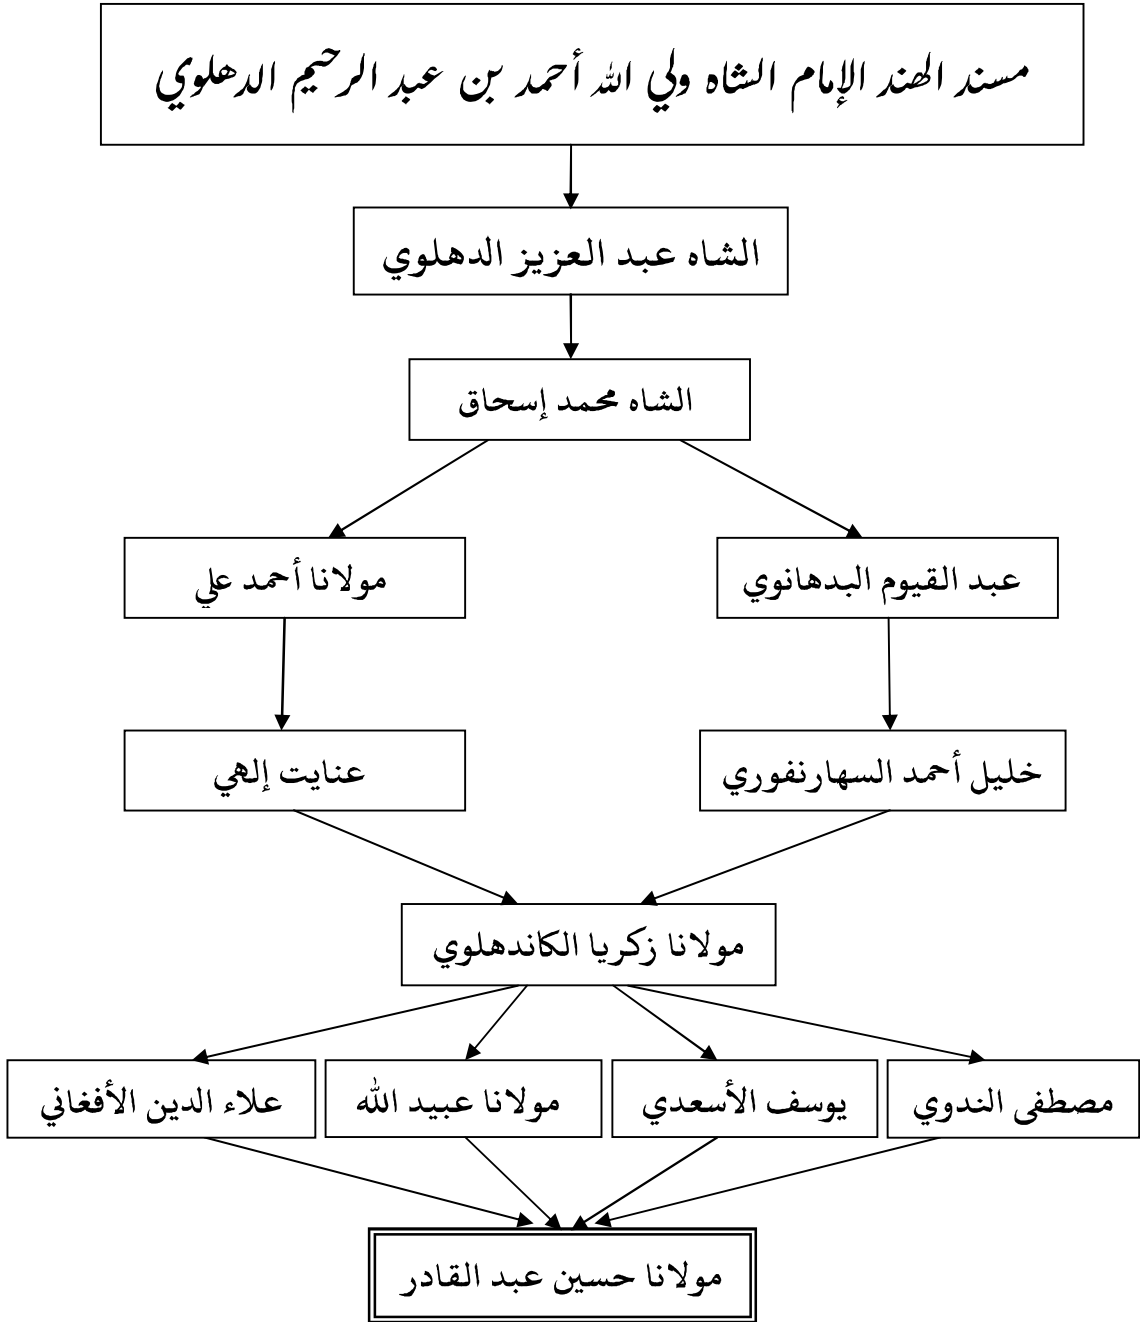 مسند الهند الإمام الشاه ولي الله أحمد بن عبد الرحيم الدهلوي
الشاه عبد العزيز الدهلوي
الشاه محمد إسحاق
عبد القيوم البدهانوي
مولانا أحمد علي
خليل أحمد السهارنفوري
عنايت إلهي
مولانا زكريا الكاندهلوي
مصطفى الندوي
يوسف الأسعدي
مولانا عبيد الله
علاء الدين الأفغاني
مولانا حسين عبد القادر